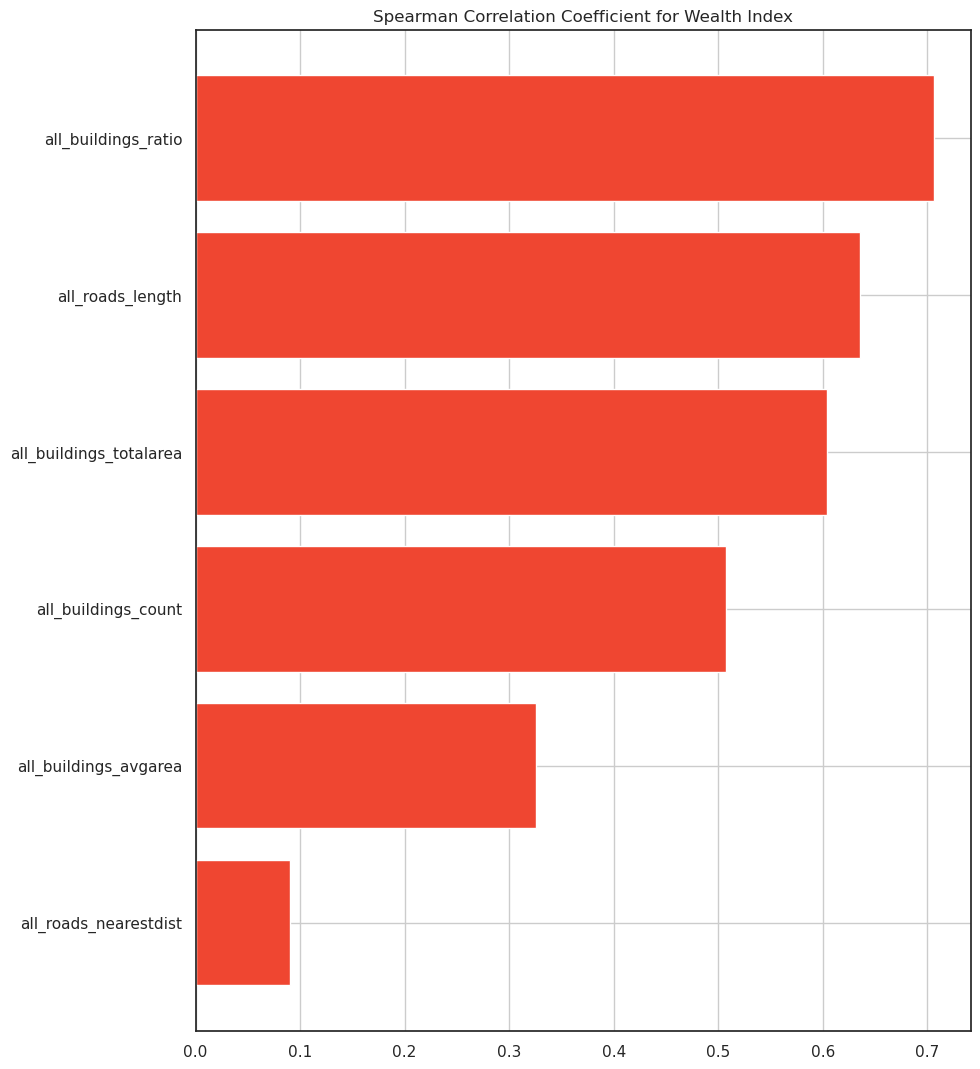 Spearman Correlation Coefficient for Wealth Index
all_buildings_ratio
all_roads_length
all_buildings_totalarea
all_buildings_count
all_buildings_avgarea
all_roads_nearestdist
0.0 0.1 0.2 0.3 0.4 0.5 0.6 0.7